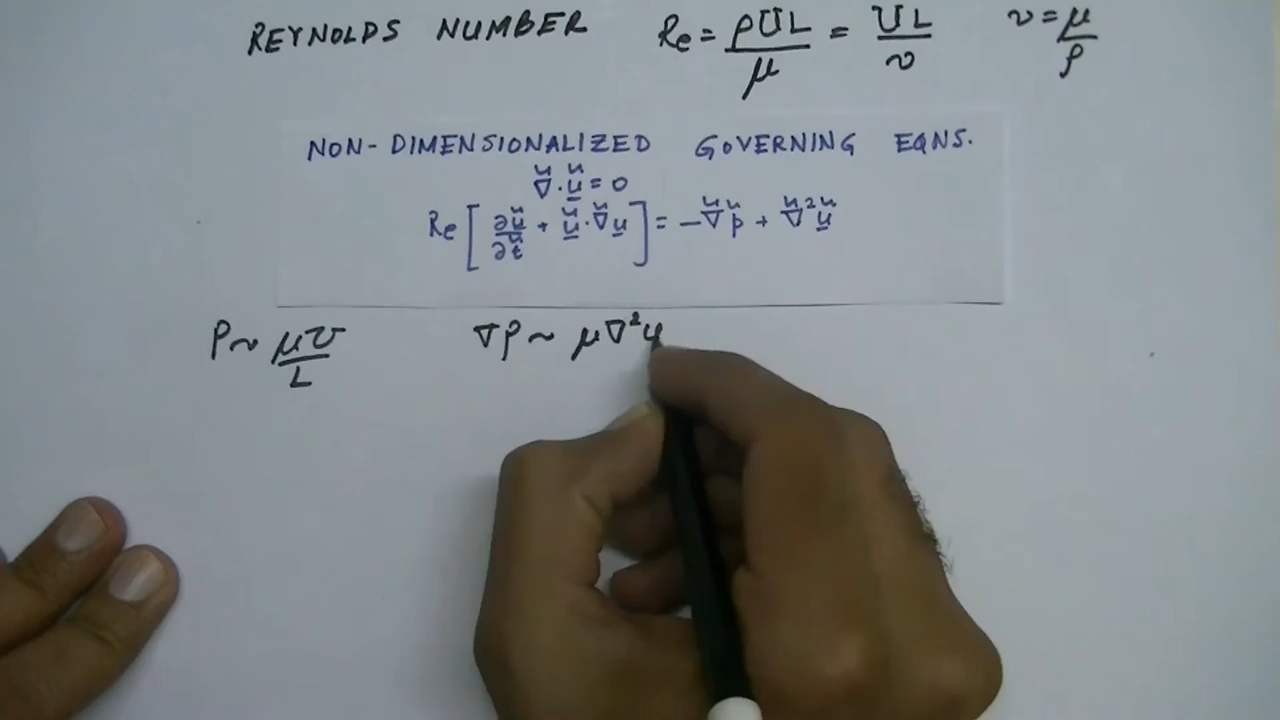 REYNOLDS NUMBER Re = ρUL/μ = UL/ν ν = μ/ρ
NON-DIMENSIONALIZED GOVERNING EQNS.
∇̃·ũ = 0
Re [∂ũ/∂t̃ + ũ·∇̃ũ] = -∇̃p̃ + ∇̃²ũ
P ~ μU/L ∇p ~ μ∇²u